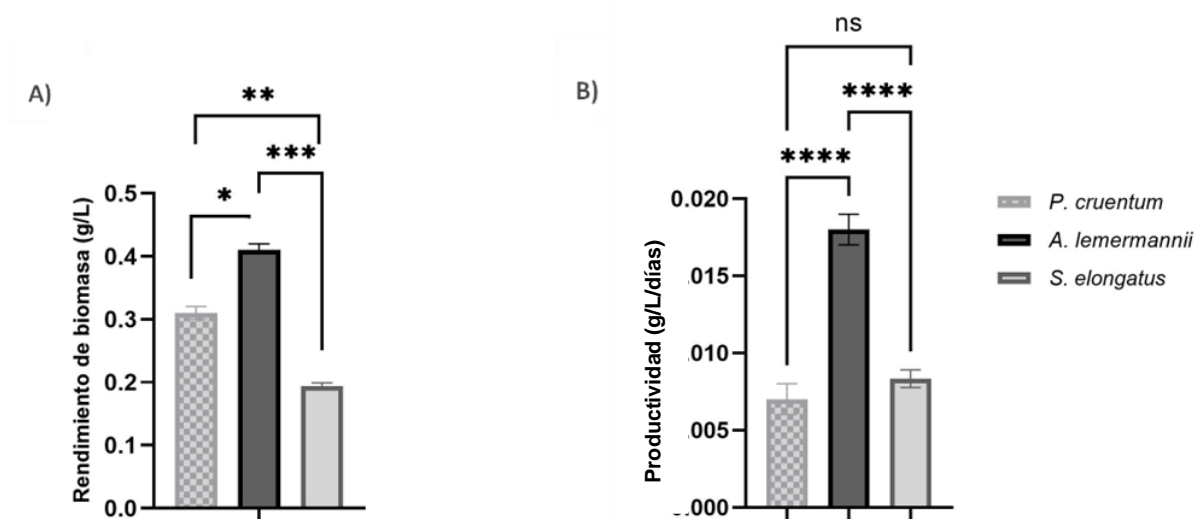 A)
**
***
*
Rendimiento de biomasa (g/L)
0.5
0.4
0.3
0.2
0.1
0.0
B)
ns
****
****
Productividad (g/L/días)
0.020
.015
.010
.005
.000
P. cruentum
A. lemermannii
S. elongatus